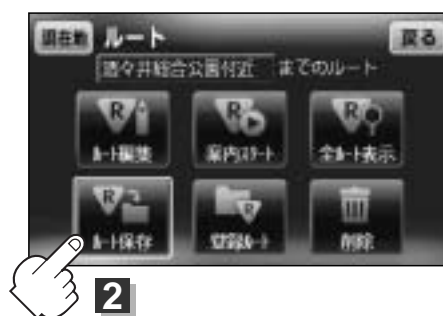 現在地 ルート 戻る
酒々井総合公園付近 までのルート
R R R
ルート編集 案内スタート 全ルート表示
R R
ルート保存 登録ルート 削除
2